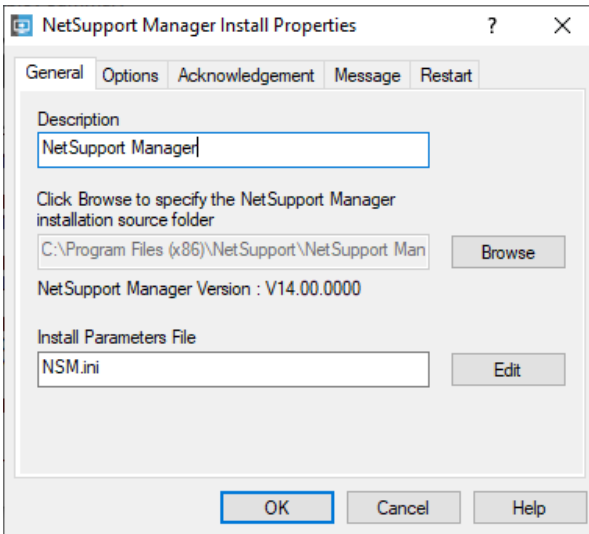 NetSupport Manager Install Properties ?
General Options Acknowledgement Message Restart
Description
NetSupport Manager
Click Browse to specify the NetSupport Manager
installation source folder
C:\Program Files (x86)\NetSupport\NetSupport Man Browse
NetSupport Manager Version : V14.00.0000
Install Parameters File
NSM.ini Edit
OK Cancel Help